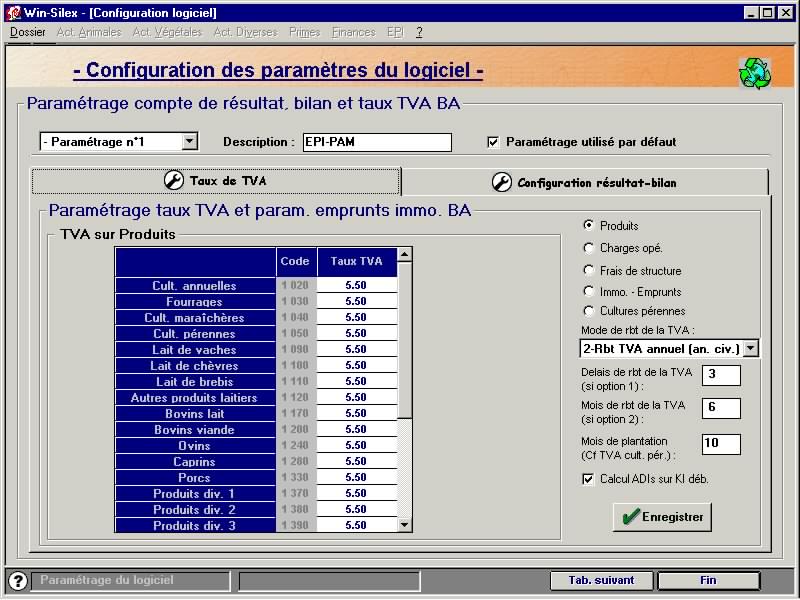 Win-Silex - [Configuration logiciel]
Dossier Act. Animales Act. Végétales Act. Diverses Primes Finances EPI ?
- Configuration des paramètres du logiciel -
Paramétrage compte de résultat, bilan et taux TVA BA
- Paramétrage n°1 Description : EPI-PAM Paramétrage utilisé par défaut
Taux de TVA Configuration résultat-bilan
Paramétrage taux TVA et param. emprunts immo. BA
TVA sur Produits
Code Taux TVA
Cult. annuelles 1 020 5.50
Fourrages 1 030 5.50
Cult. maraîchères 1 040 5.50
Cult. pérennes 1 050 5.50
Lait de vaches 1 090 5.50
Lait de chèvres 1 100 5.50
Lait de brebis 1 110 5.50
Autres produits laitiers 1 120 5.50
Bovins lait 1 170 5.50
Bovins viande 1 200 5.50
Ovins 1 240 5.50
Caprins 1 280 5.50
Porcs 1 330 5.50
Produits div. 1 1 370 5.50
Produits div. 2 1 380 5.50
Produits div. 3 1 390 5.50
Produits
Charges opé.
Frais de structure
Immo. - Emprunts
Cultures pérennes
Mode de rbt de la TVA :
2-Rbt TVA annuel (an. civ.)
Delais de rbt de la TVA
(si option 1) :
3
Mois de rbt de la TVA
(si option 2) :
6
Mois de plantation
(Cf TVA cult. pér.) :
10
Calcul ADIs sur KI déb.
Enregistrer
? Paramétrage du logiciel Tab. suivant Fin